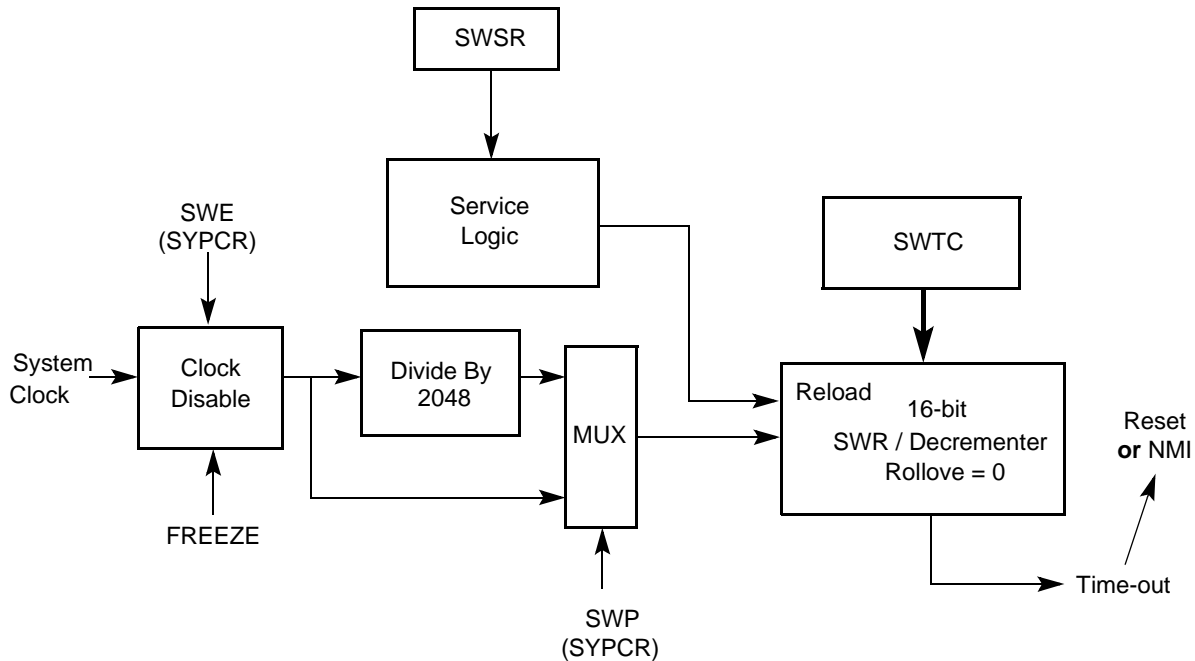 SWSR
Service
Logic
SWE
(SYPCR)
SWTC
System
Clock
Clock
Disable
Divide By
2048
MUX
Reload
16-bit
SWR / Decrementer
Rollove = 0
Reset
or NMI
FREEZE
Time-out
SWP
(SYPCR)